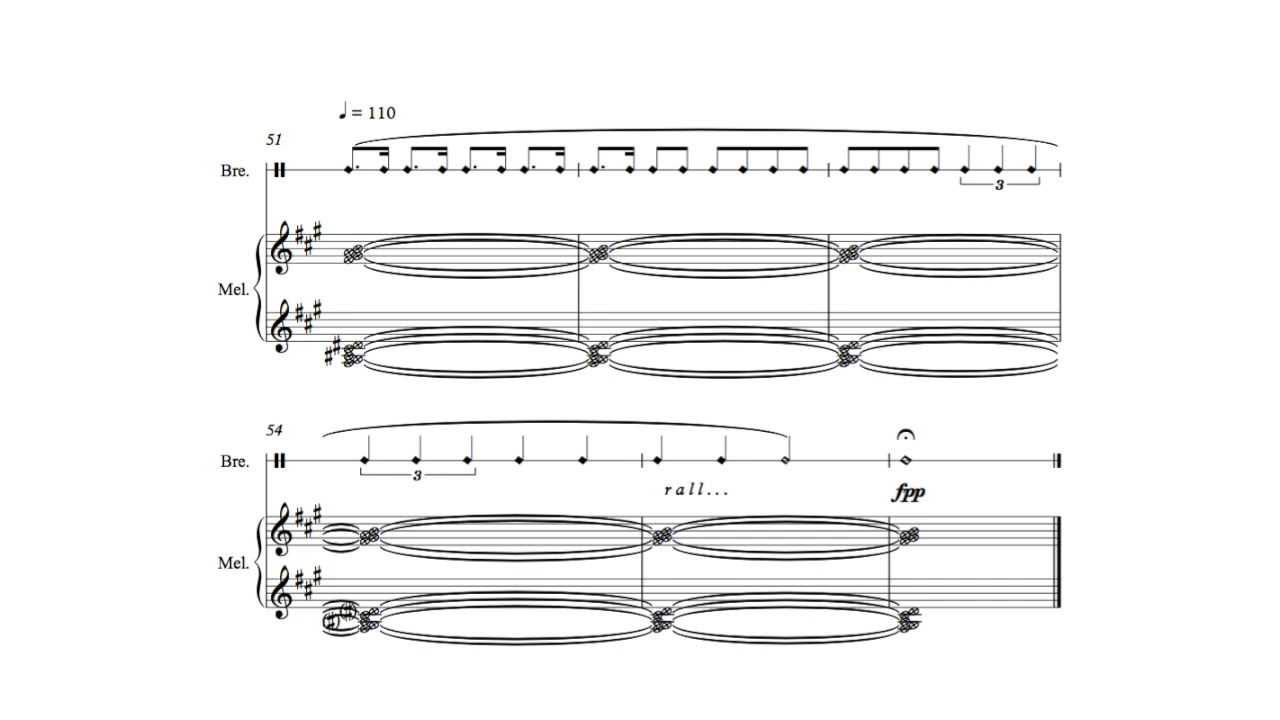 ♩ = 110
51
Bre.
3
Mel.
54
Bre.
3
rall...
fpp
Mel.